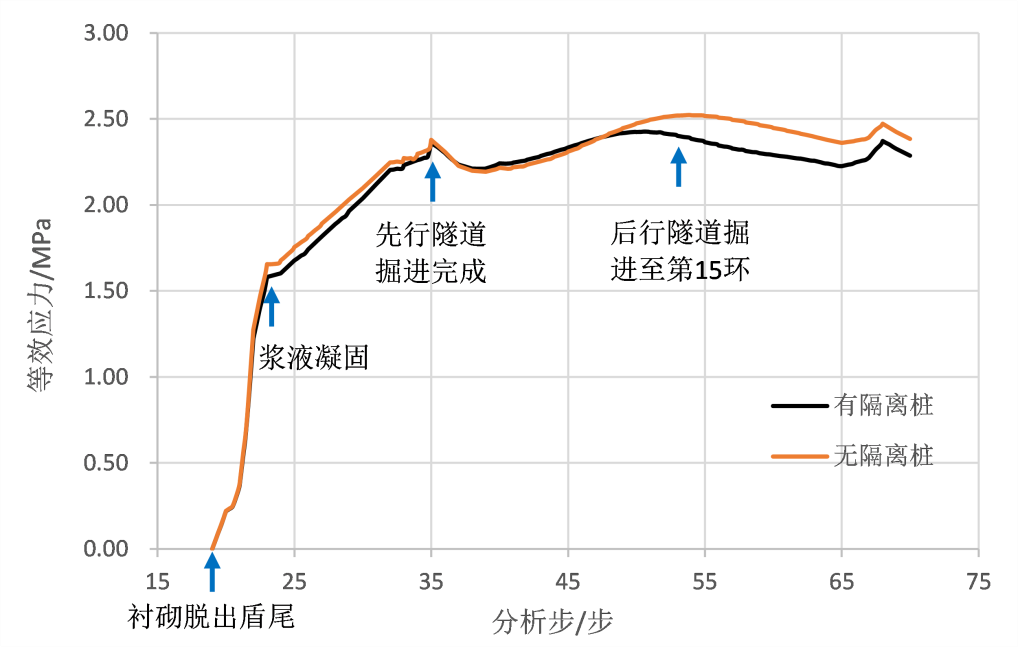 3.00
2.50
2.00
1.50
1.00
0.50
0.00
等效应力/MPa
先行隧道
掘进完成
后行隧道掘
进至第15环
浆液凝固
有隔离桩
无隔离桩
15 25 35 45 55 65 75
衬砌脱出盾尾
分析步/步